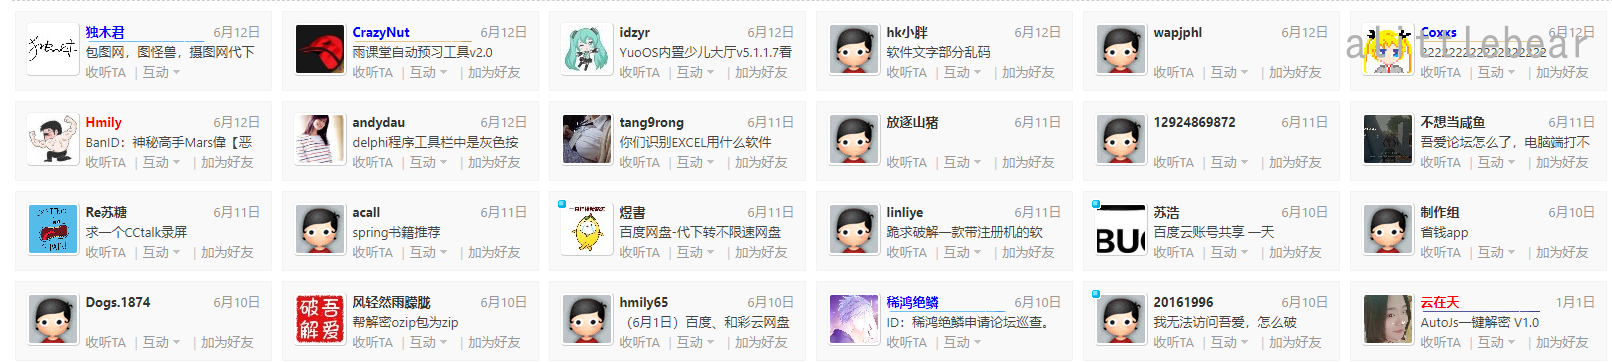 独木君 6月12日
包图网，图怪兽，摄图网代下
收听TA | 互动 | 加为好友
CrazyNut 6月12日
雨课堂自动预习工具v2.0
收听TA | 互动 | 加为好友
idzyr 6月12日
YuoOS内置少儿大厅v5.1.1.7看
收听TA | 互动 | 加为好友
hk小胖 6月12日
软件文字部分乱码
收听TA | 互动 | 加为好友
wapjphl 6月12日
收听TA | 互动 | 加为好友
Coxxs 6月12日
alittlebear
收听TA | 互动 | 加为好友
Hmily 6月12日
BanID：神秘高手Mars偉【恶
收听TA | 互动 | 加为好友
andydau 6月12日
delphi程序工具栏中是灰色按
收听TA | 互动 | 加为好友
tang9rong 6月11日
你们识别EXCEL用什么软件
收听TA | 互动 | 加为好友
放逐山猪 6月11日
收听TA | 互动 | 加为好友
12924869872 6月11日
收听TA | 互动 | 加为好友
不想当咸鱼 6月11日
吾爱论坛怎么了，电脑端打不
收听TA | 互动 | 加为好友
Re苏糖 6月11日
求一个CCtalk录屏
收听TA | 互动 | 加为好友
acall 6月11日
spring书籍推荐
收听TA | 互动 | 加为好友
煜書 6月11日
百度网盘-代下转不限速网盘
收听TA | 互动 | 加为好友
linliye 6月11日
跪求破解一款带注册机的软
收听TA | 互动 | 加为好友
BUG
苏浩 6月10日
百度云账号共享 一天
收听TA | 互动 | 加为好友
制作组 6月10日
省钱app
收听TA | 互动 | 加为好友
Dogs.1874 6月10日
收听TA | 互动 | 加为好友
吾爱破解
风轻然雨朦胧 6月10日
帮解密ozip包为zip
收听TA | 互动 | 加为好友
hmily65 6月10日
（6月1日）百度、和彩云网盘
收听TA | 互动 | 加为好友
稀鸿绝鳞 6月10日
ID：稀鸿绝鳞申请论坛巡查。
收听TA | 互动
20161996 6月10日
我无法访问吾爱，怎么破
收听TA | 互动 | 加为好友
云在天 1月1日
AutoJs一键解密 V1.0
收听TA | 互动 | 加为好友